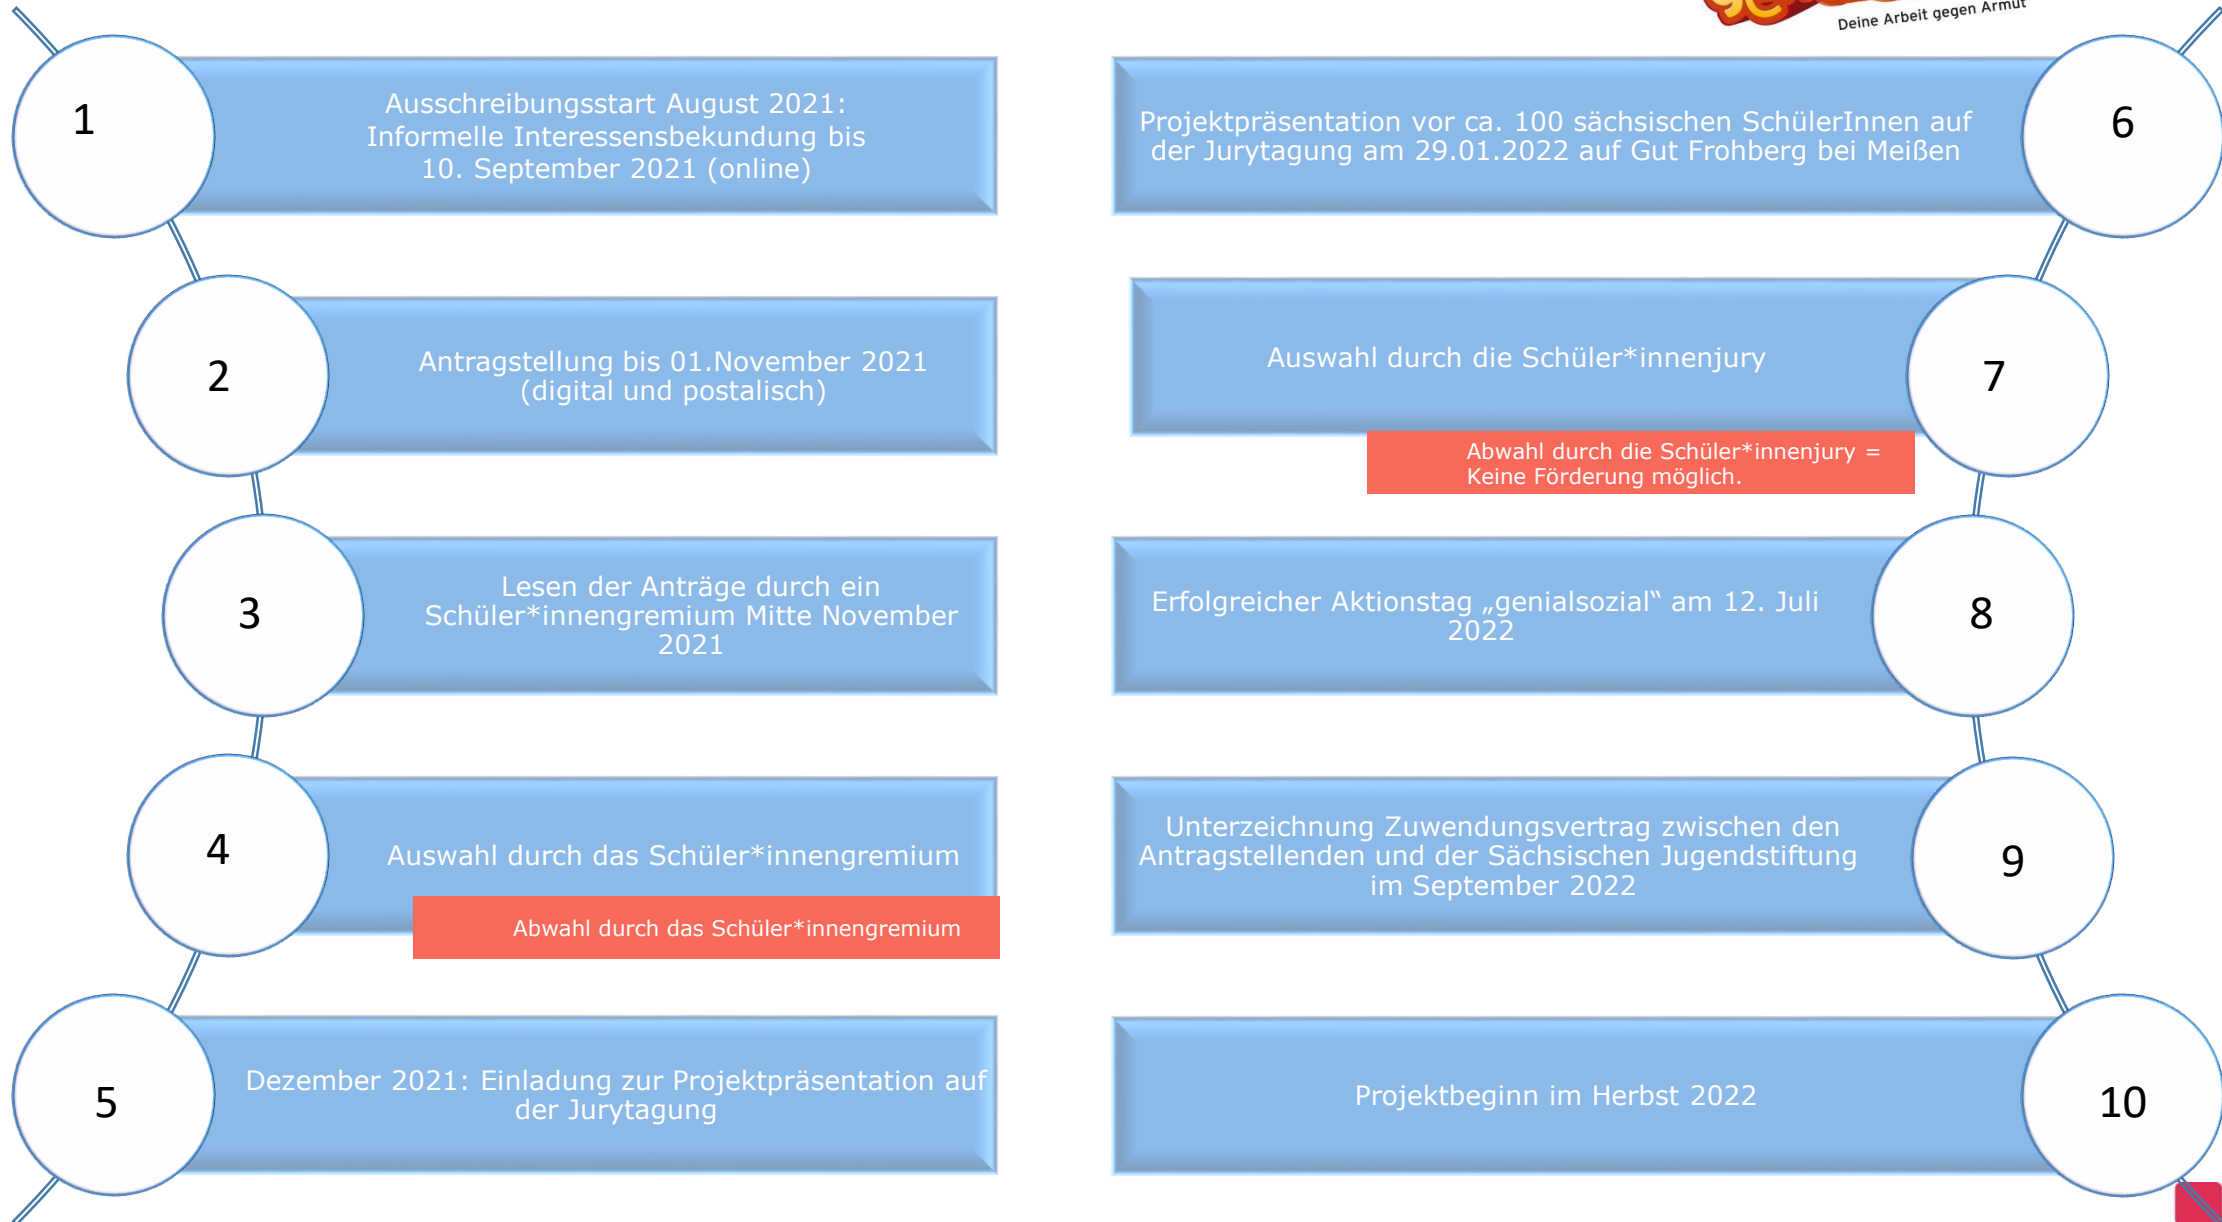 Deine Arbeit gegen Armut
1
Ausschreibungsstart August 2021:
Informelle Interessensbekundung bis
10. September 2021 (online)
2
Antragstellung bis 01.November 2021
(digital und postalisch)
3
Lesen der Anträge durch ein
Schüler*innengremium Mitte November
2021
4
Auswahl durch das Schüler*innengremium
Abwahl durch das Schüler*innengremium
5
Dezember 2021: Einladung zur Projektpräsentation auf
der Jurytagung
6
Projektpräsentation vor ca. 100 sächsischen SchülerInnen auf
der Jurytagung am 29.01.2022 auf Gut Frohberg bei Meißen
7
Auswahl durch die Schüler*innenjury
Abwahl durch die Schüler*innenjury =
Keine Förderung möglich.
8
Erfolgreicher Aktionstag „genialsozial“ am 12. Juli
2022
9
Unterzeichnung Zuwendungsvertrag zwischen den
Antragstellenden und der Sächsischen Jugendstiftung
im September 2022
10
Projektbeginn im Herbst 2022